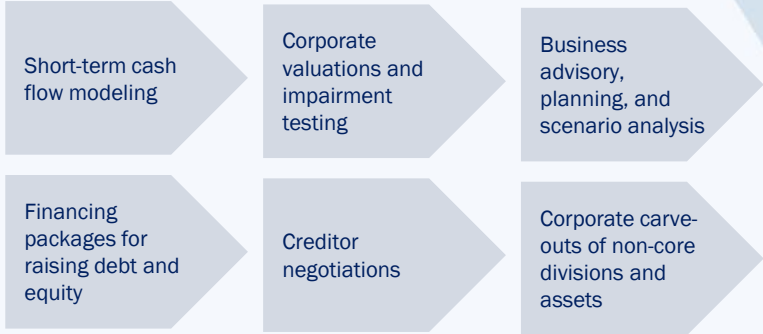 Short-term cash
flow modeling
Corporate
valuations and
impairment
testing
Business
advisory,
planning, and
scenario analysis
Financing
packages for
raising debt and
equity
Creditor
negotiations
Corporate carve-
outs of non-core
divisions and
assets